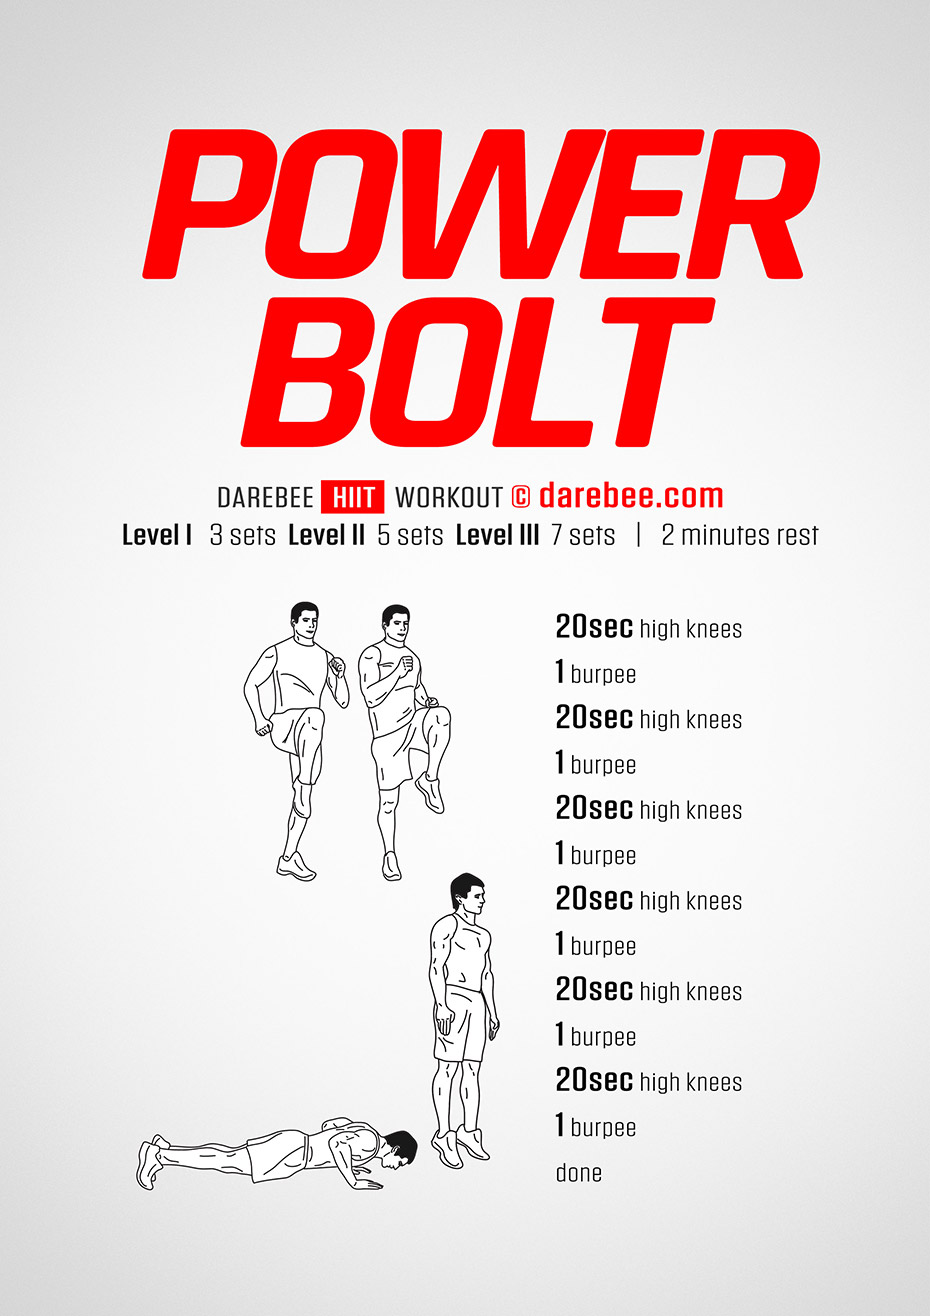 POWER
BOLT
DAREBEE HIIT WORKOUT © darebee.com
Level I 3 sets Level II 5 sets Level III 7 sets | 2 minutes rest
20sec high knees
1 burpee
20sec high knees
1 burpee
20sec high knees
1 burpee
20sec high knees
1 burpee
20sec high knees
1 burpee
20sec high knees
1 burpee
done